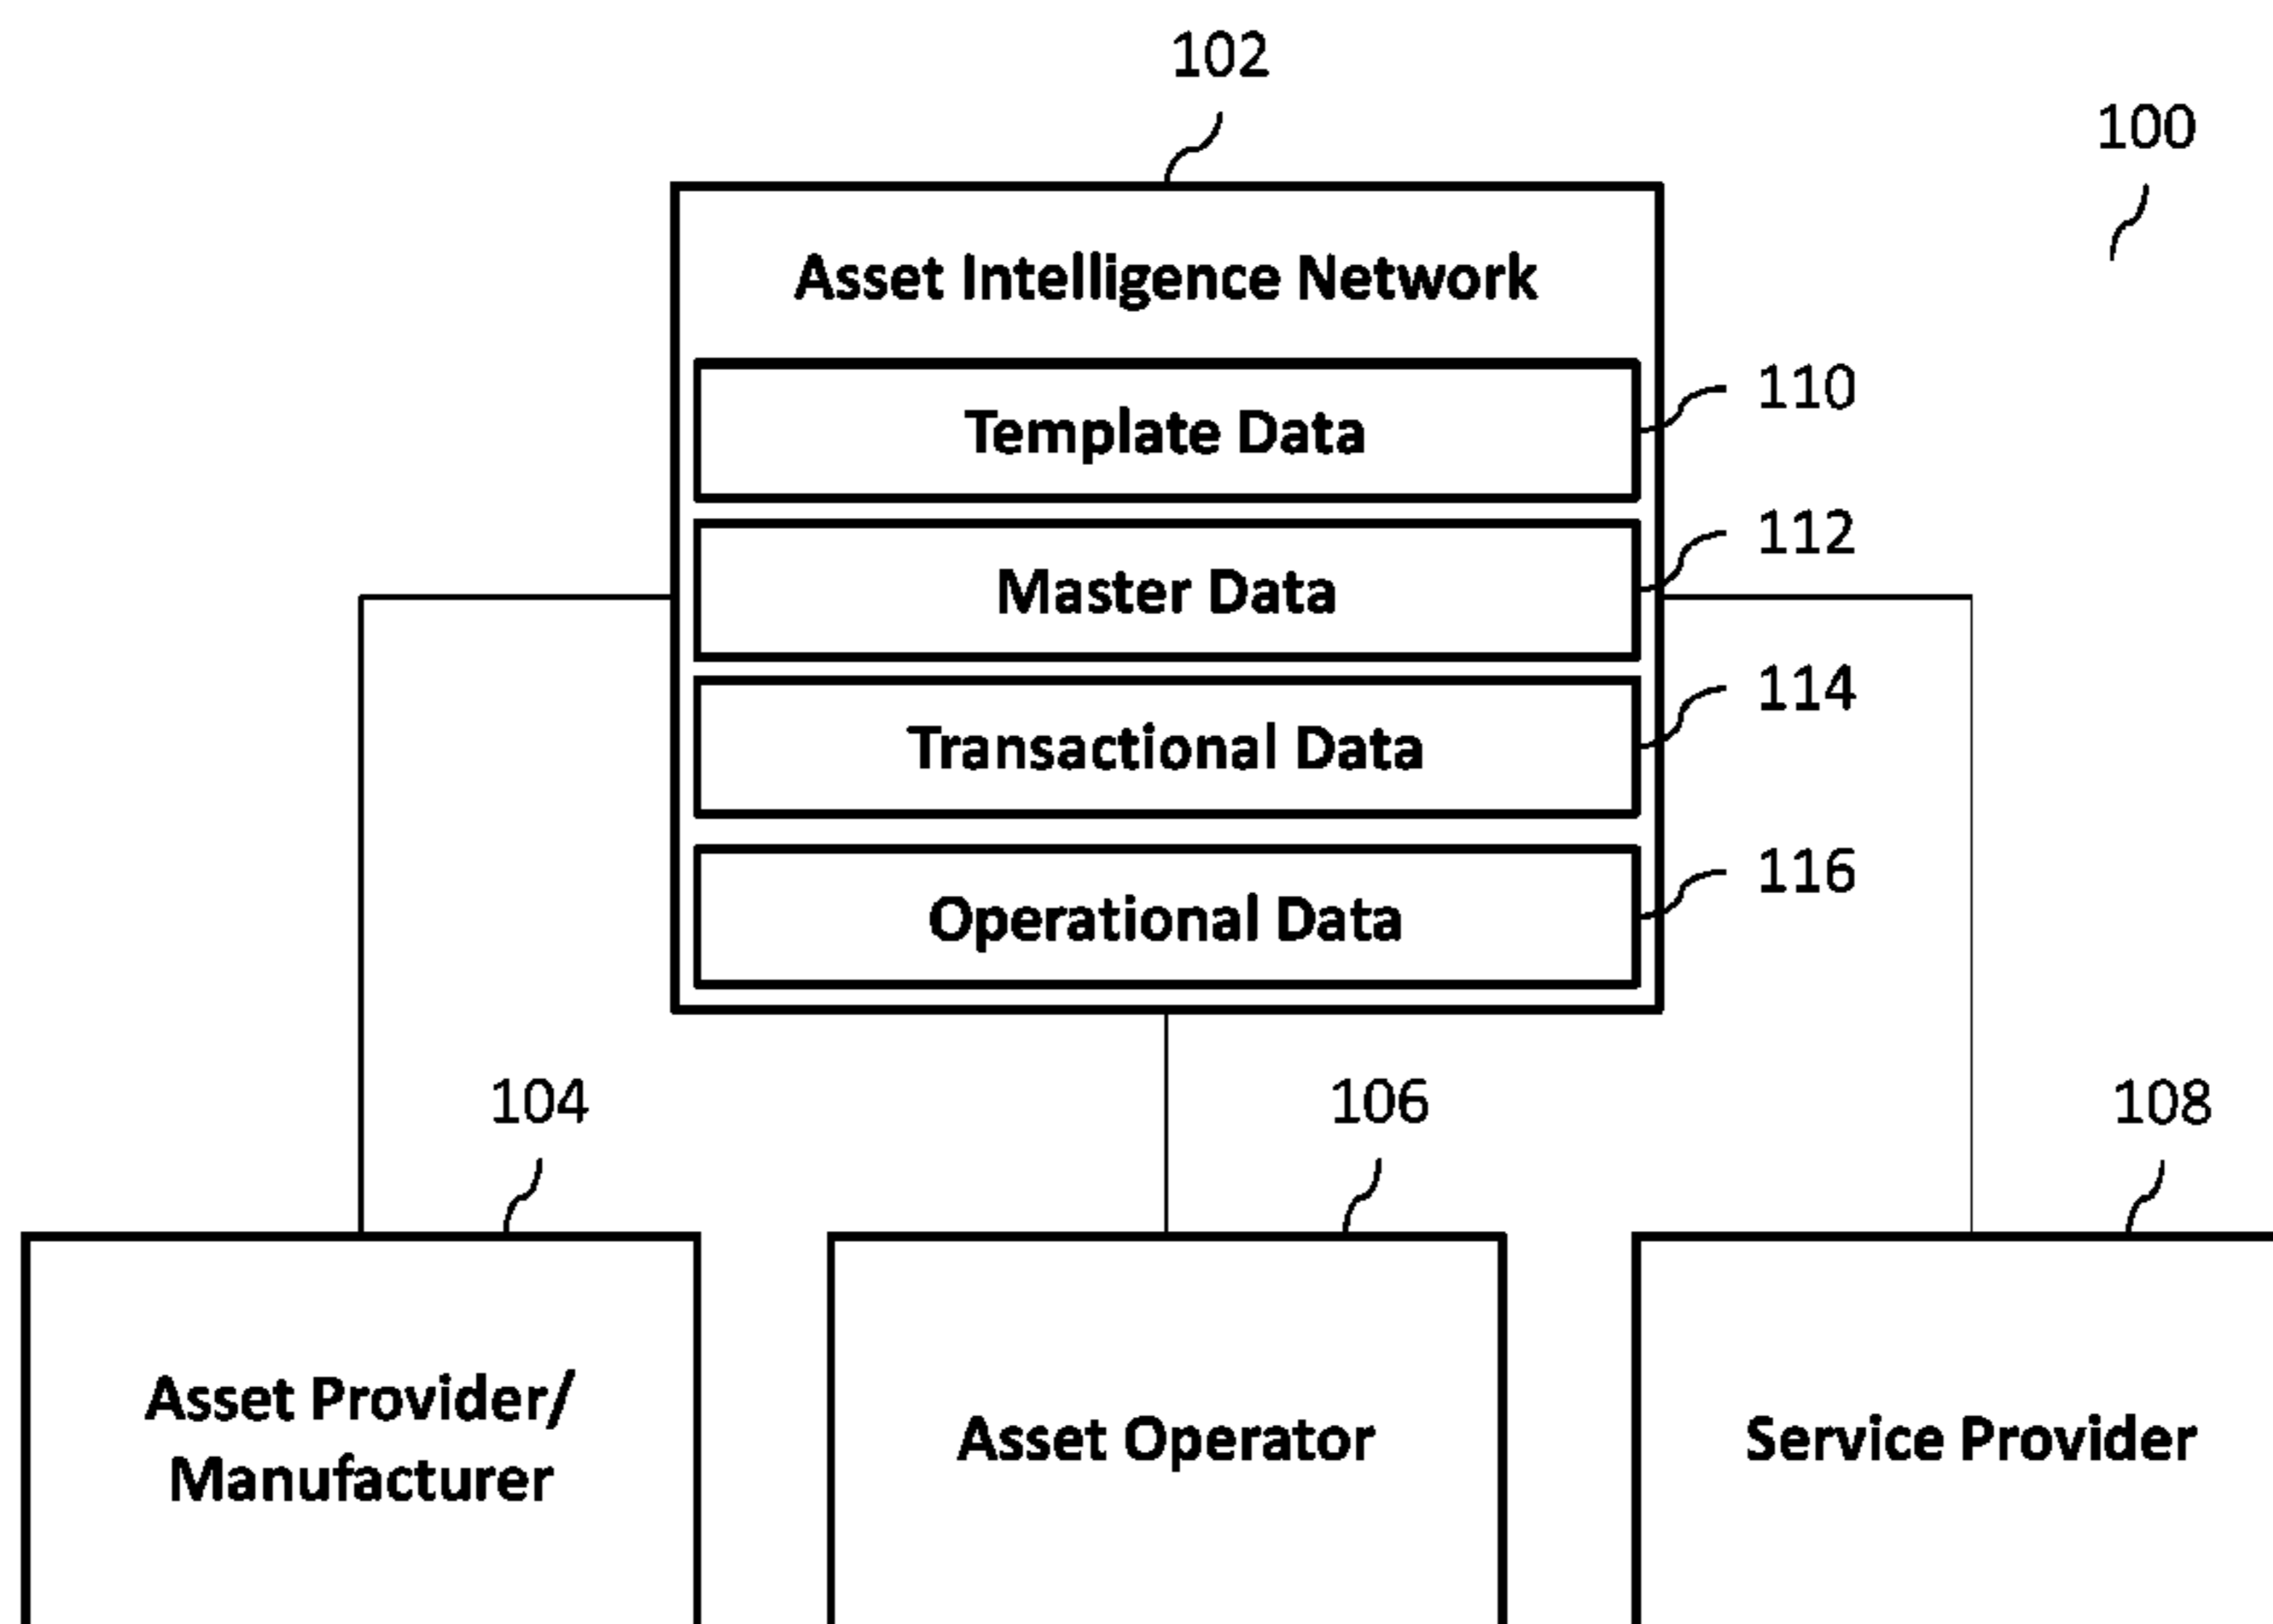 102
100
Asset Intelligence Network
110
Template Data
112
Master Data
114
Transactional Data
116
Operational Data
104
106
108
Asset Provider/
Manufacturer
Asset Operator
Service Provider